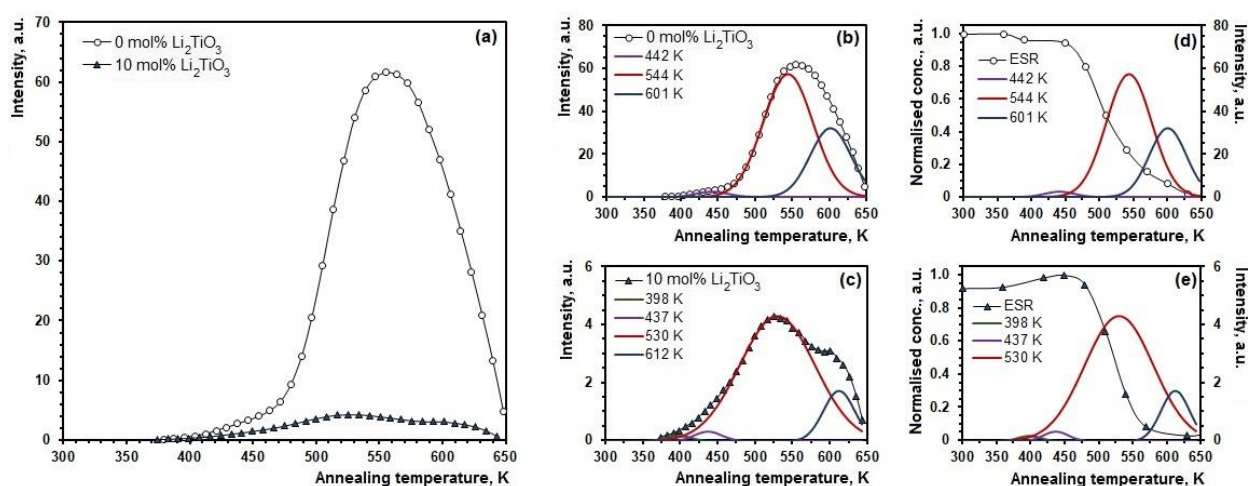 (a)
Intensity, a.u.
0 mol% Li₂TiO₃
10 mol% Li₂TiO₃
70
60
50
40
30
20
10
0
300 350 400 450 500 550 600 650
Annealing temperature, K
(b)
Intensity, a.u.
0 mol% Li₂TiO₃
442 K
544 K
601 K
80
60
40
20
0
300 350 400 450 500 550 600 650
Annealing temperature, K
(c)
Intensity, a.u.
10 mol% Li₂TiO₃
398 K
437 K
530 K
612 K
6
4
2
0
300 350 400 450 500 550 600 650
Annealing temperature, K
(d)
Normalised conc., a.u.
ESR
442 K
544 K
601 K
1.0
0.8
0.6
0.4
0.2
0
80
60
40
20
0
Intensity, a.u.
300 350 400 450 500 550 600 650
Annealing temperature, K
(e)
Normalised conc., a.u.
ESR
398 K
437 K
530 K
1.0
0.8
0.6
0.4
0.2
0
6
4
2
0
Intensity, a.u.
300 350 400 450 500 550 600 650
Annealing temperature, K